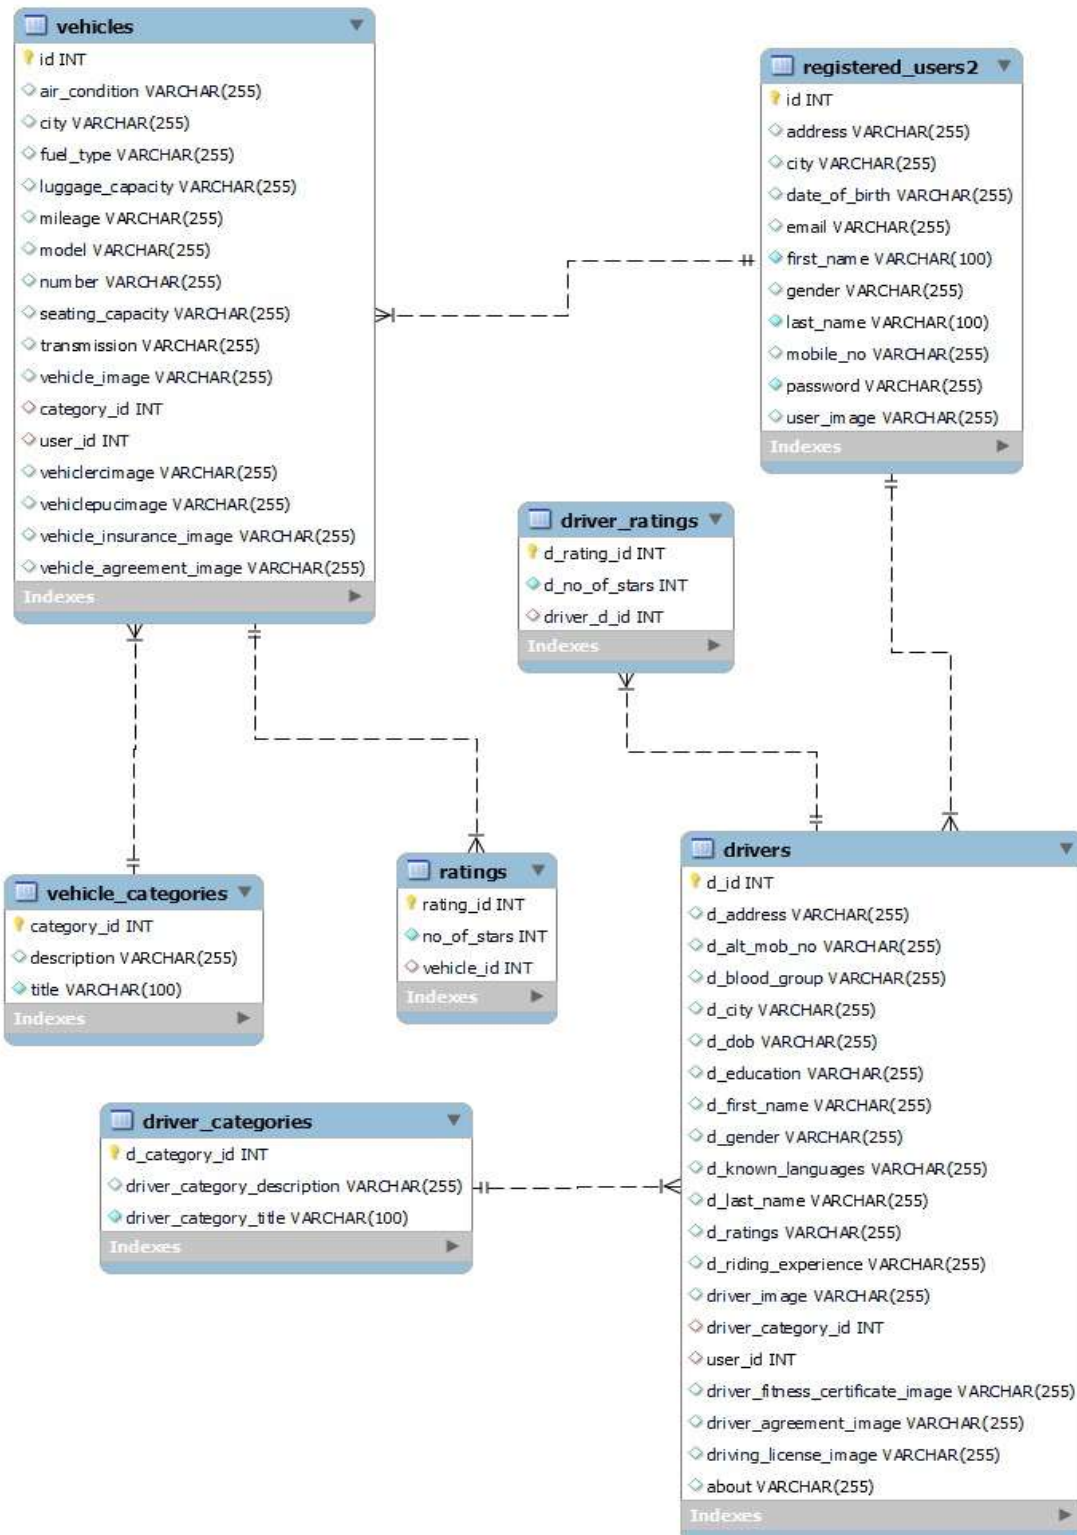 vehicles
id INT
air_condition VARCHAR(255)
city VARCHAR(255)
fuel_type VARCHAR(255)
luggage_capacity VARCHAR(255)
mileage VARCHAR(255)
model VARCHAR(255)
number VARCHAR(255)
seating_capacity VARCHAR(255)
transmission VARCHAR(255)
vehicle_image VARCHAR(255)
category_id INT
user_id INT
vehiclercimage VARCHAR(255)
vehiclepucimage VARCHAR(255)
vehicle_insurance_image VARCHAR(255)
vehicle_agreement_image VARCHAR(255)
Indexes
registered_users2
id INT
address VARCHAR(255)
city VARCHAR(255)
date_of_birth VARCHAR(255)
email VARCHAR(255)
first_name VARCHAR(100)
gender VARCHAR(255)
last_name VARCHAR(100)
mobile_no VARCHAR(255)
password VARCHAR(255)
user_image VARCHAR(255)
Indexes
driver_ratings
d_rating_id INT
d_no_of_stars INT
driver_d_id INT
Indexes
vehicle_categories
category_id INT
description VARCHAR(255)
title VARCHAR(100)
Indexes
ratings
rating_id INT
no_of_stars INT
vehicle_id INT
Indexes
drivers
d_id INT
d_address VARCHAR(255)
d_alt_mob_no VARCHAR(255)
d_blood_group VARCHAR(255)
d_city VARCHAR(255)
d_dob VARCHAR(255)
d_education VARCHAR(255)
d_first_name VARCHAR(255)
d_gender VARCHAR(255)
d_known_languages VARCHAR(255)
d_last_name VARCHAR(255)
d_ratings VARCHAR(255)
d_riding_experience VARCHAR(255)
driver_image VARCHAR(255)
driver_category_id INT
user_id INT
driver_fitness_certificate_image VARCHAR(255)
driver_agreement_image VARCHAR(255)
driving_license_image VARCHAR(255)
about VARCHAR(255)
Indexes
driver_categories
d_category_id INT
driver_category_description VARCHAR(255)
driver_category_title VARCHAR(100)
Indexes